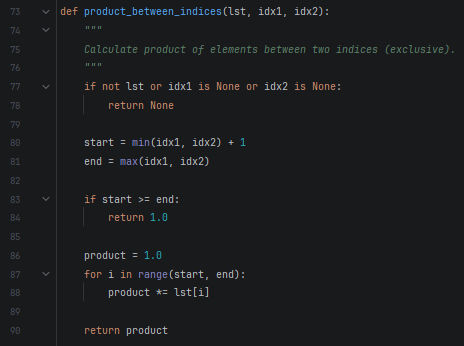 73 def product_between_indices(lst, idx1, idx2):
74     """
75     Calculate product of elements between two indices (exclusive).
76     """
77     if not lst or idx1 is None or idx2 is None:
78         return None
79
80     start = min(idx1, idx2) + 1
81     end = max(idx1, idx2)
82
83     if start >= end:
84         return 1.0
85
86     product = 1.0
87     for i in range(start, end):
88         product *= lst[i]
89
90     return product